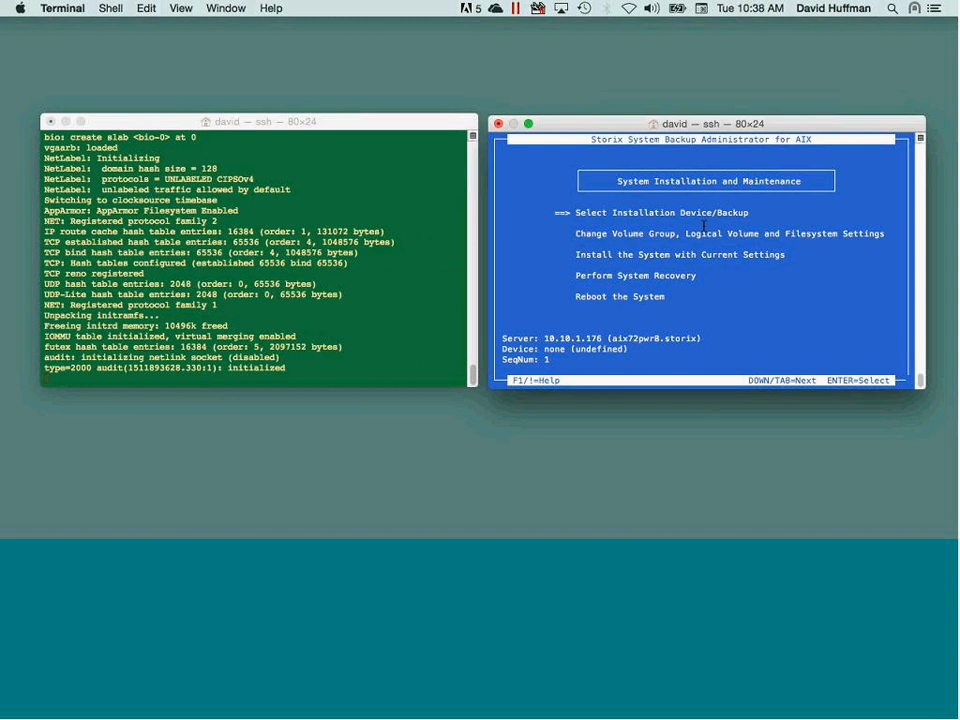 Terminal Shell Edit View Window Help 5 Tue 10:38 AM David Huffman
david — ssh — 80×24
bio: create slab <bio-0> at 0
vgaarb: loaded
NetLabel: Initializing
NetLabel:  domain hash size = 128
NetLabel:  protocols = UNLABELED CIPSOv4
NetLabel:  unlabeled traffic allowed by default
Switching to clocksource timebase
AppArmor: AppArmor Filesystem Enabled
NET: Registered protocol family 2
IP route cache hash table entries: 16384 (order: 1, 131072 bytes)
TCP established hash table entries: 65536 (order: 4, 1048576 bytes)
TCP bind hash table entries: 65536 (order: 4, 1048576 bytes)
TCP: Hash tables configured (established 65536 bind 65536)
TCP reno registered
UDP hash table entries: 2048 (order: 0, 65536 bytes)
UDP-Lite hash table entries: 2048 (order: 0, 65536 bytes)
NET: Registered protocol family 1
Unpacking initramfs...
Freeing initrd memory: 10496k freed
IOMMU table initialized, virtual merging enabled
futex hash table entries: 16384 (order: 5, 2097152 bytes)
audit: initializing netlink socket (disabled)
type=2000 audit(1511893628.330:1): initialized
david — ssh — 80×24
Storix System Backup Administrator for AIX
System Installation and Maintenance
==> Select Installation Device/Backup
Change Volume Group, Logical Volume and Filesystem Settings
Install the System with Current Settings
Perform System Recovery
Reboot the System
Server: 10.10.1.176 (aix72pwr8.storix)
Device: none (undefined)
SeqNum: 1
F1/!=Help DOWN/TAB=Next ENTER=Select